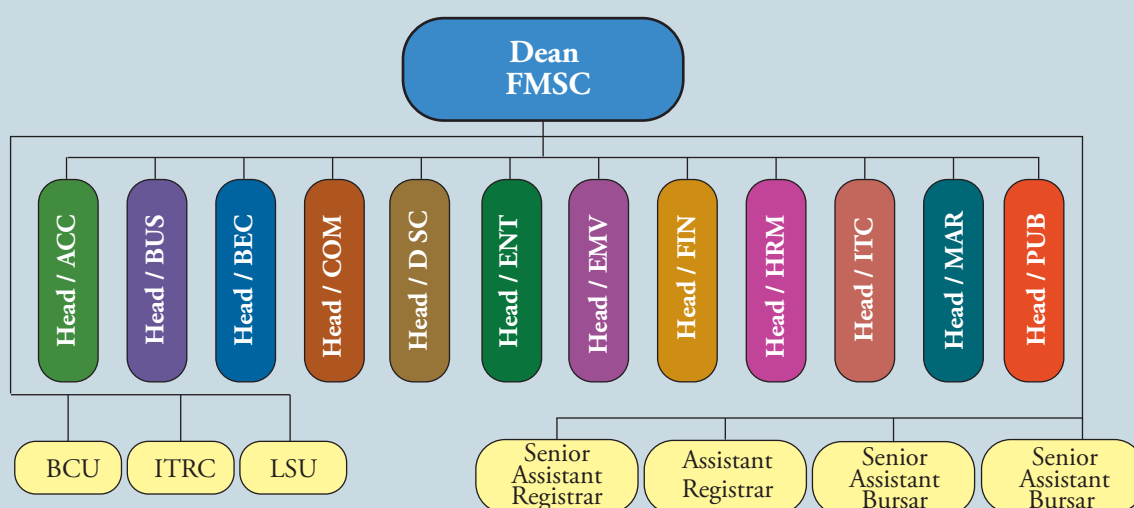 Dean
FMSC
Head / ACC
Head / BUS
Head / BEC
Head / COM
Head / D SC
Head / ENT
Head / EMV
Head / FIN
Head / HRM
Head / ITC
Head / MAR
Head / PUB
BCU
ITRC
LSU
Senior
Assistant
Registrar
Assistant
Registrar
Senior
Assistant
Bursar
Senior
Assistant
Bursar